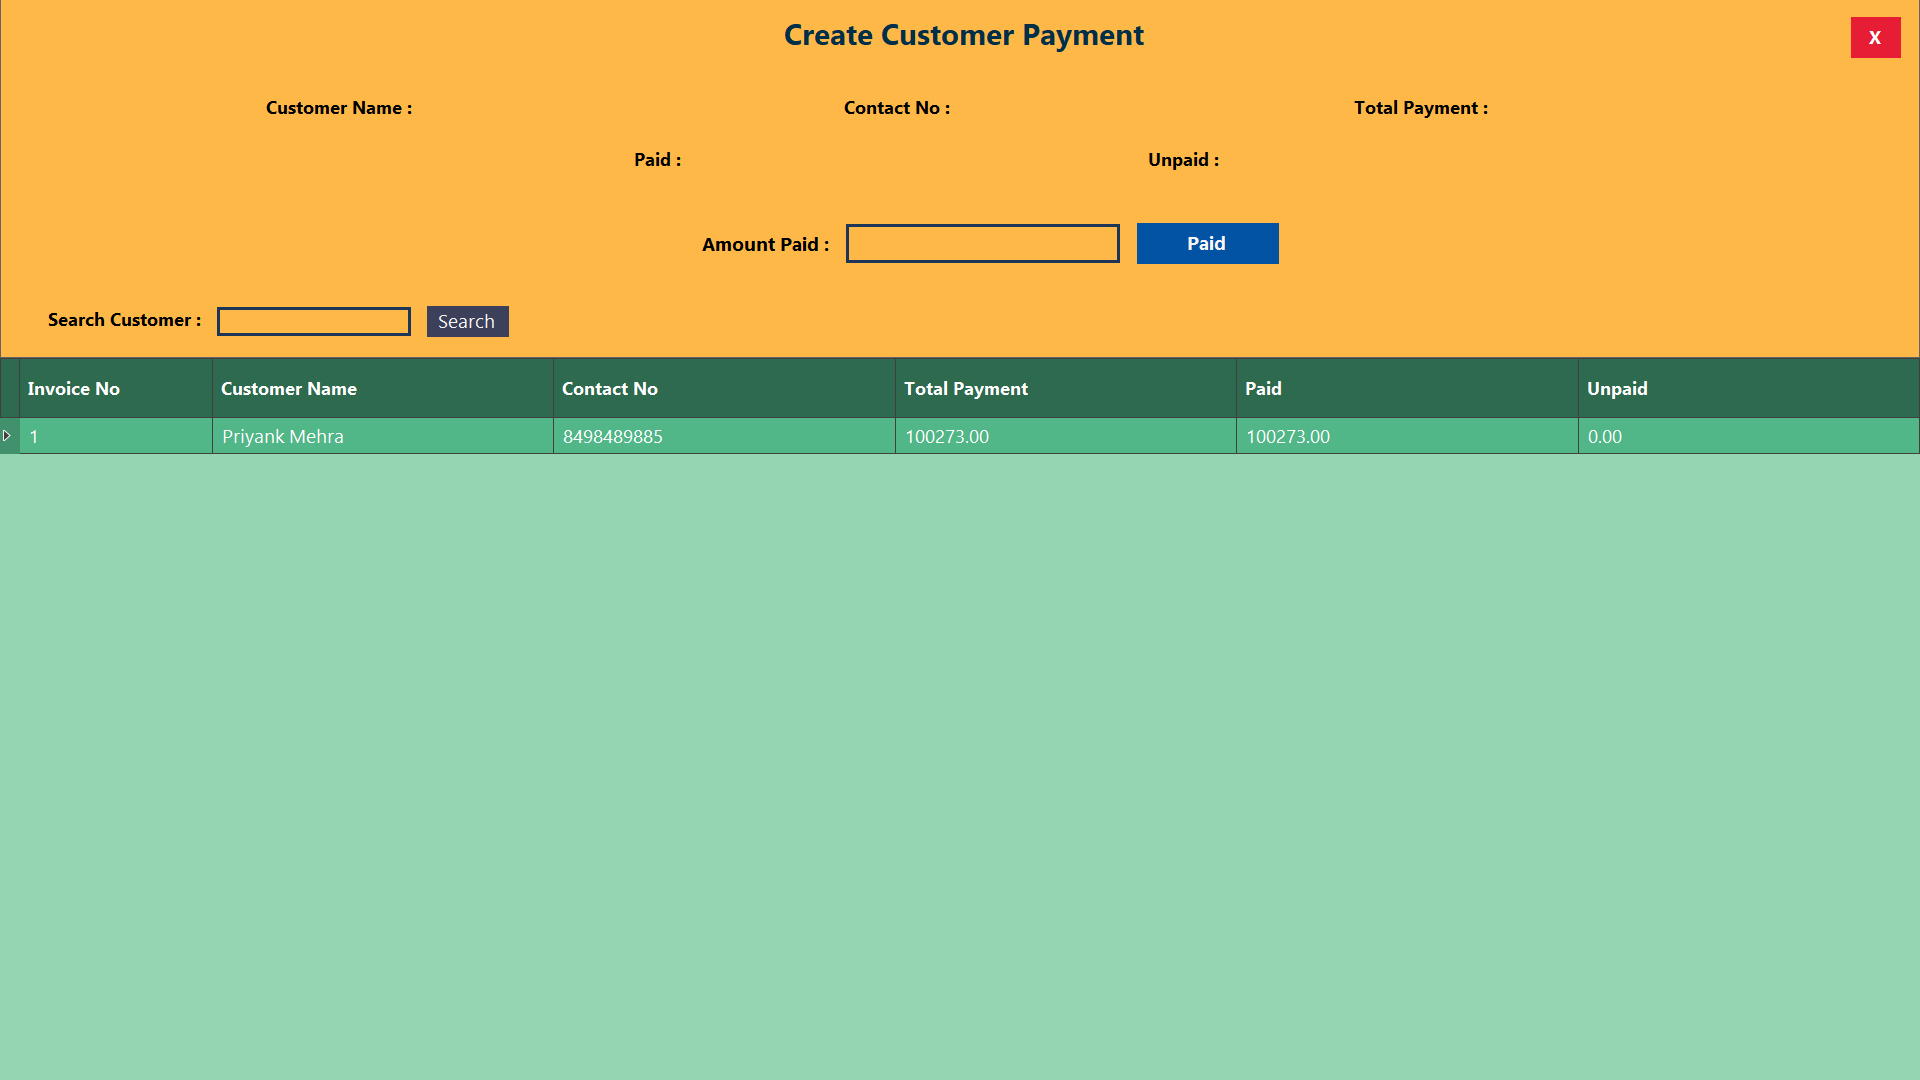 Create Customer Payment
X
Customer Name : Contact No : Total Payment :
Paid : Unpaid :
Amount Paid : Paid
Search Customer : Search
Invoice No Customer Name Contact No Total Payment Paid Unpaid
1 Priyank Mehra 8498489885 100273.00 100273.00 0.00